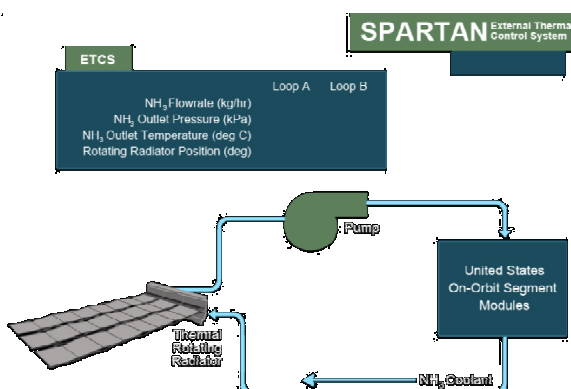 SPARTAN External Therma
Control System
ETCS
Loop A Loop B
NH₃ Flowrate (kg/hr)
NH₃ Outlet Pressure (kPa)
NH₃ Outlet Temperature (deg C)
Rotating Radiator Position (deg)
Pump
United States
On-Orbit Segment
Modules
Thermal
Rotating
Radiator
NH₃ Coolant